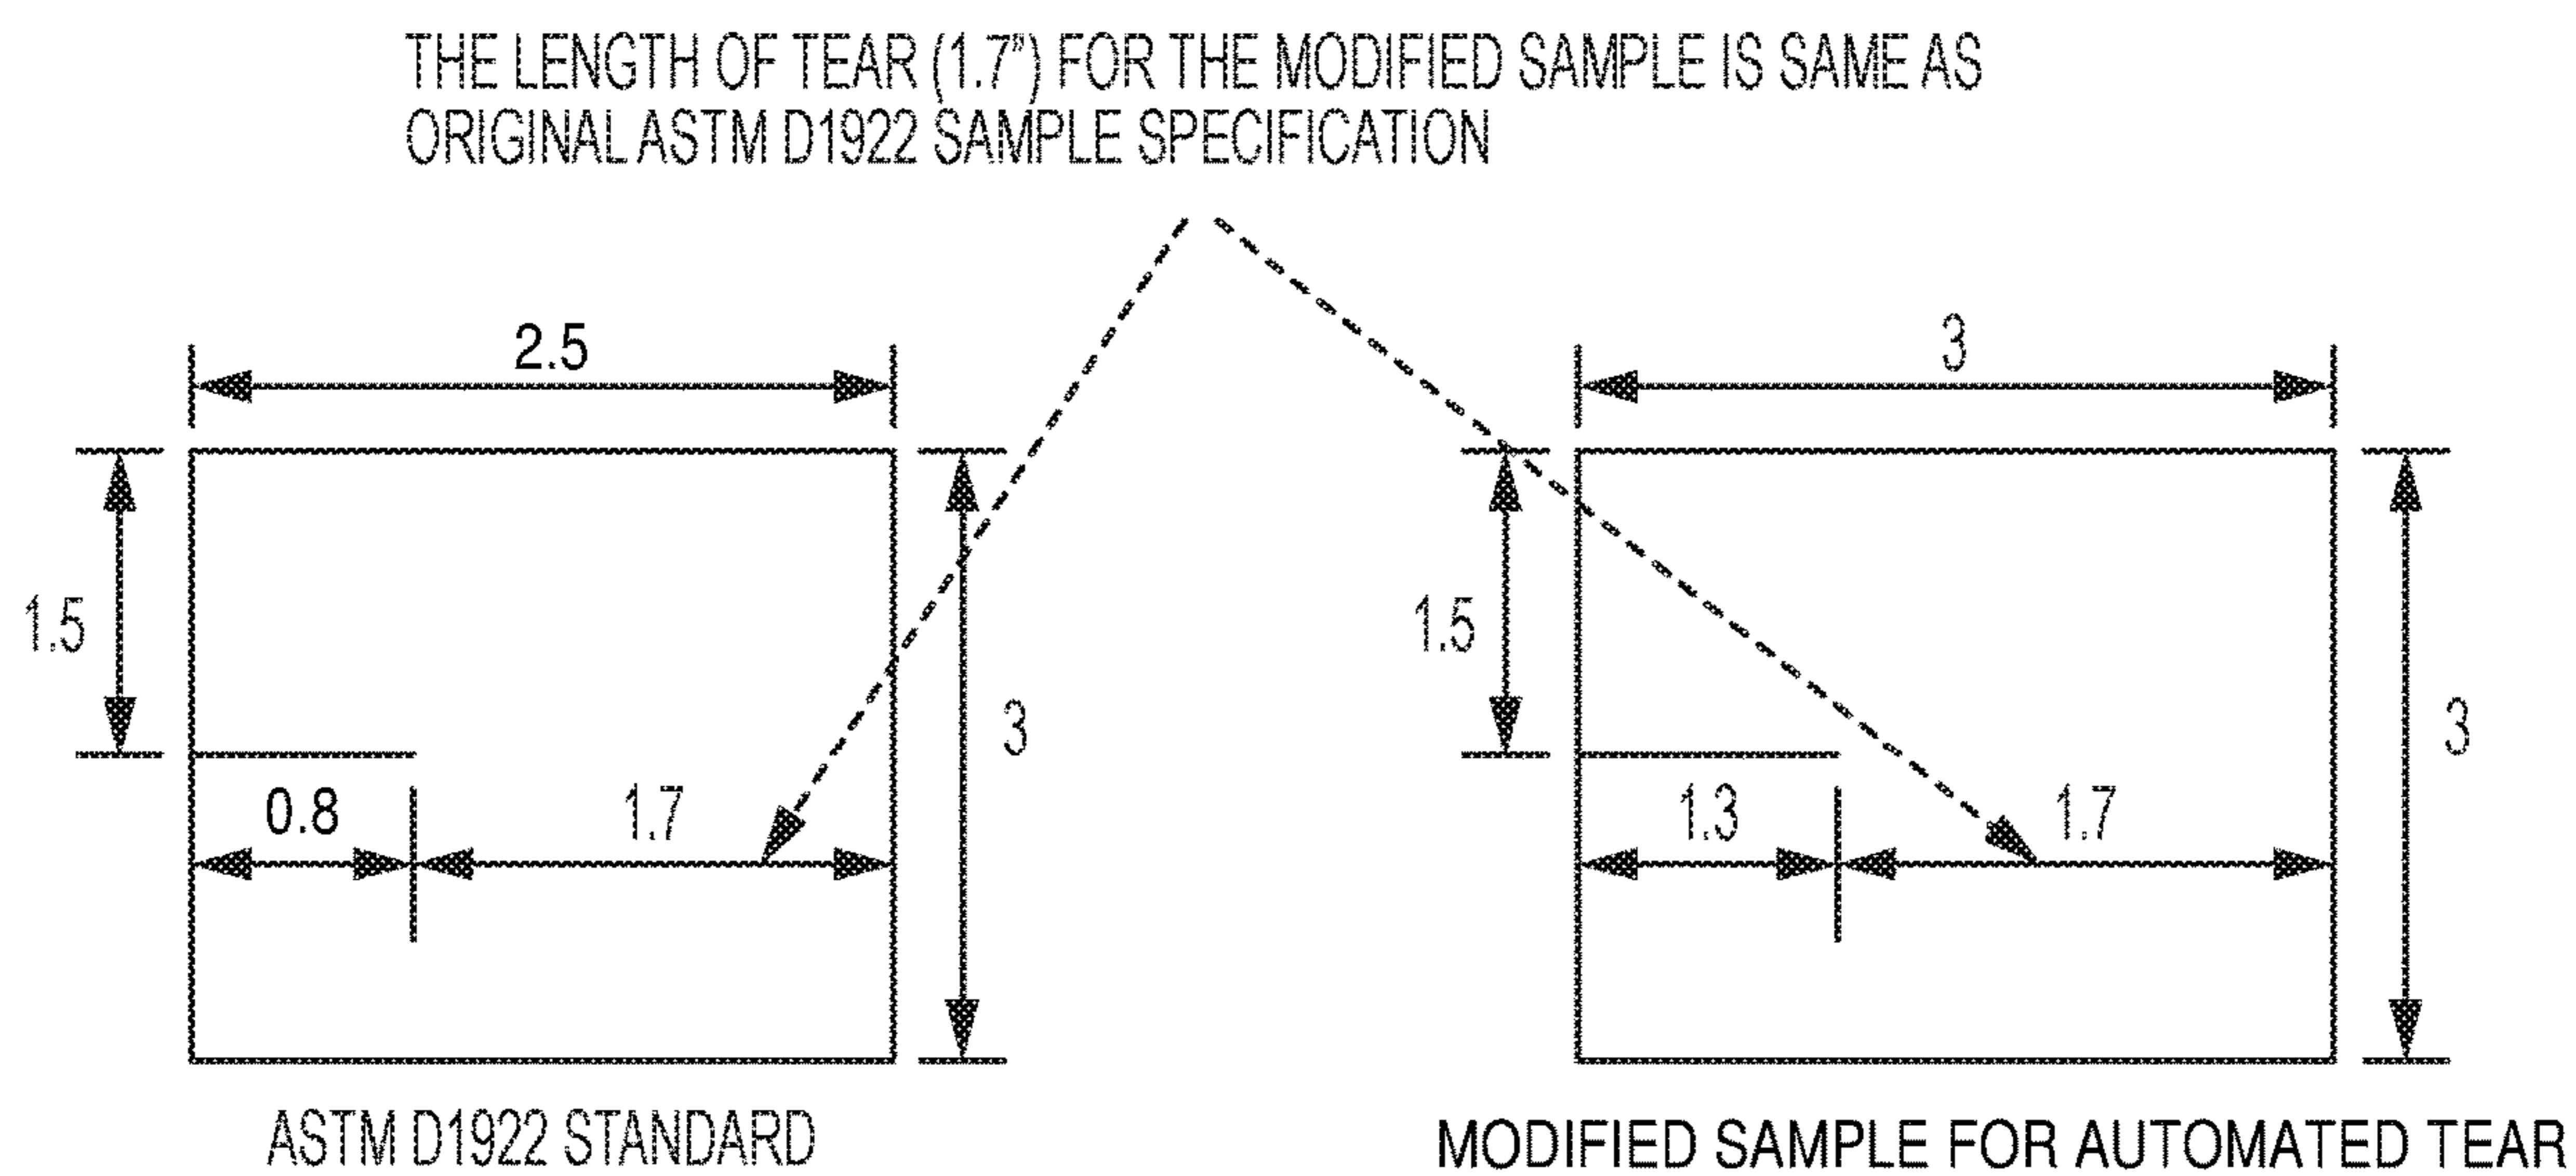 THE LENGTH OF TEAR (1.7") FOR THE MODIFIED SAMPLE IS SAME AS
ORIGINAL ASTM D1922 SAMPLE SPECIFICATION
2.5
3
1.5
3
0.8
1.7
1.5
3
1.3
1.7
ASTM D1922 STANDARD
MODIFIED SAMPLE FOR AUTOMATED TEAR